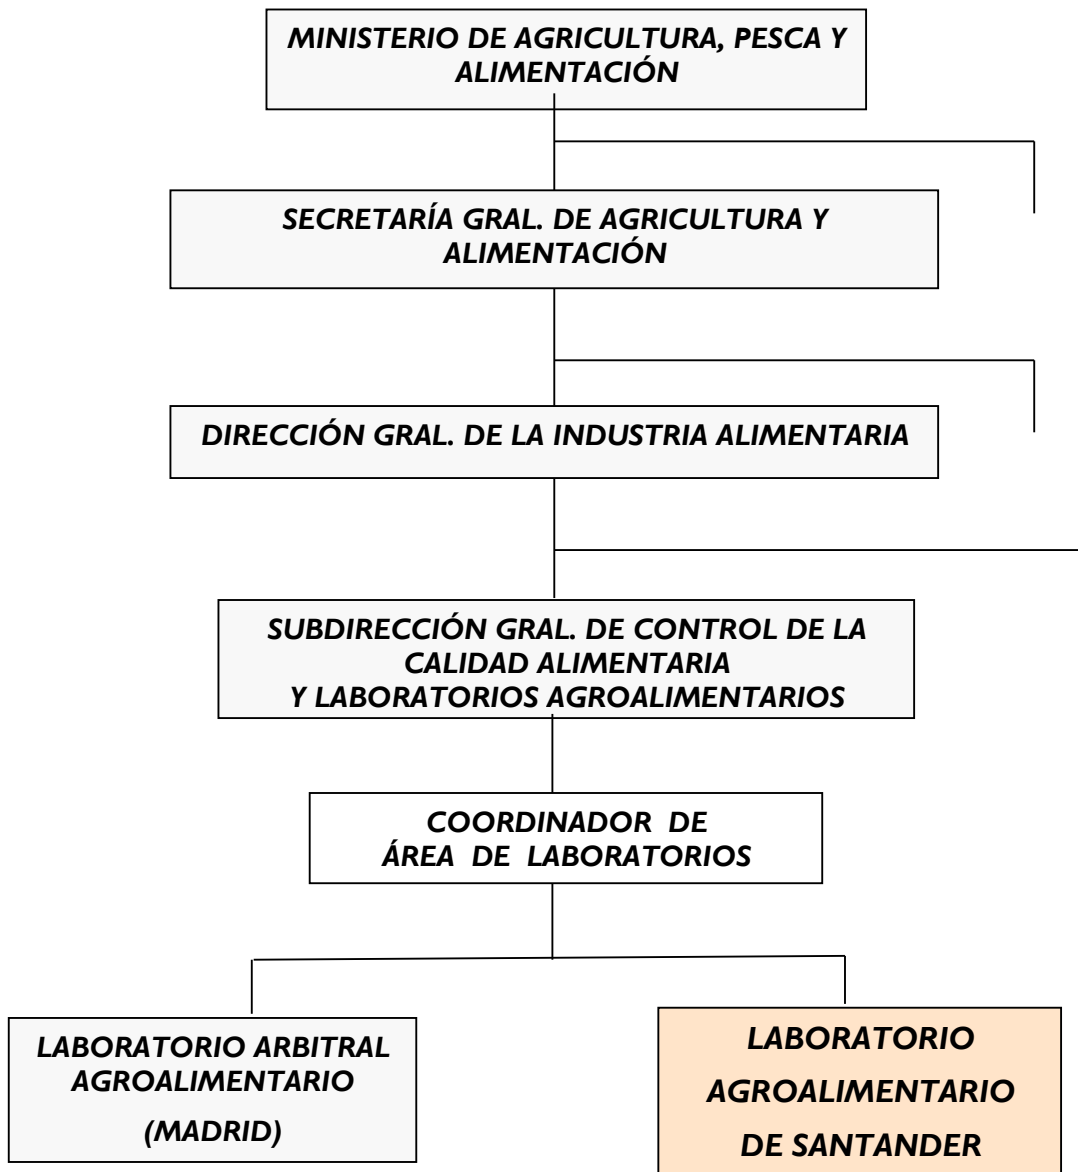 MINISTERIO DE AGRICULTURA, PESCA Y
ALIMENTACIÓN
SECRETARÍA GRAL. DE AGRICULTURA Y
ALIMENTACIÓN
DIRECCIÓN GRAL. DE LA INDUSTRIA ALIMENTARIA
SUBDIRECCIÓN GRAL. DE CONTROL DE LA
CALIDAD ALIMENTARIA
Y LABORATORIOS AGROALIMENTARIOS
COORDINADOR DE
ÁREA DE LABORATORIOS
LABORATORIO ARBITRAL
AGROALIMENTARIO
(MADRID)
LABORATORIO
AGROALIMENTARIO
DE SANTANDER